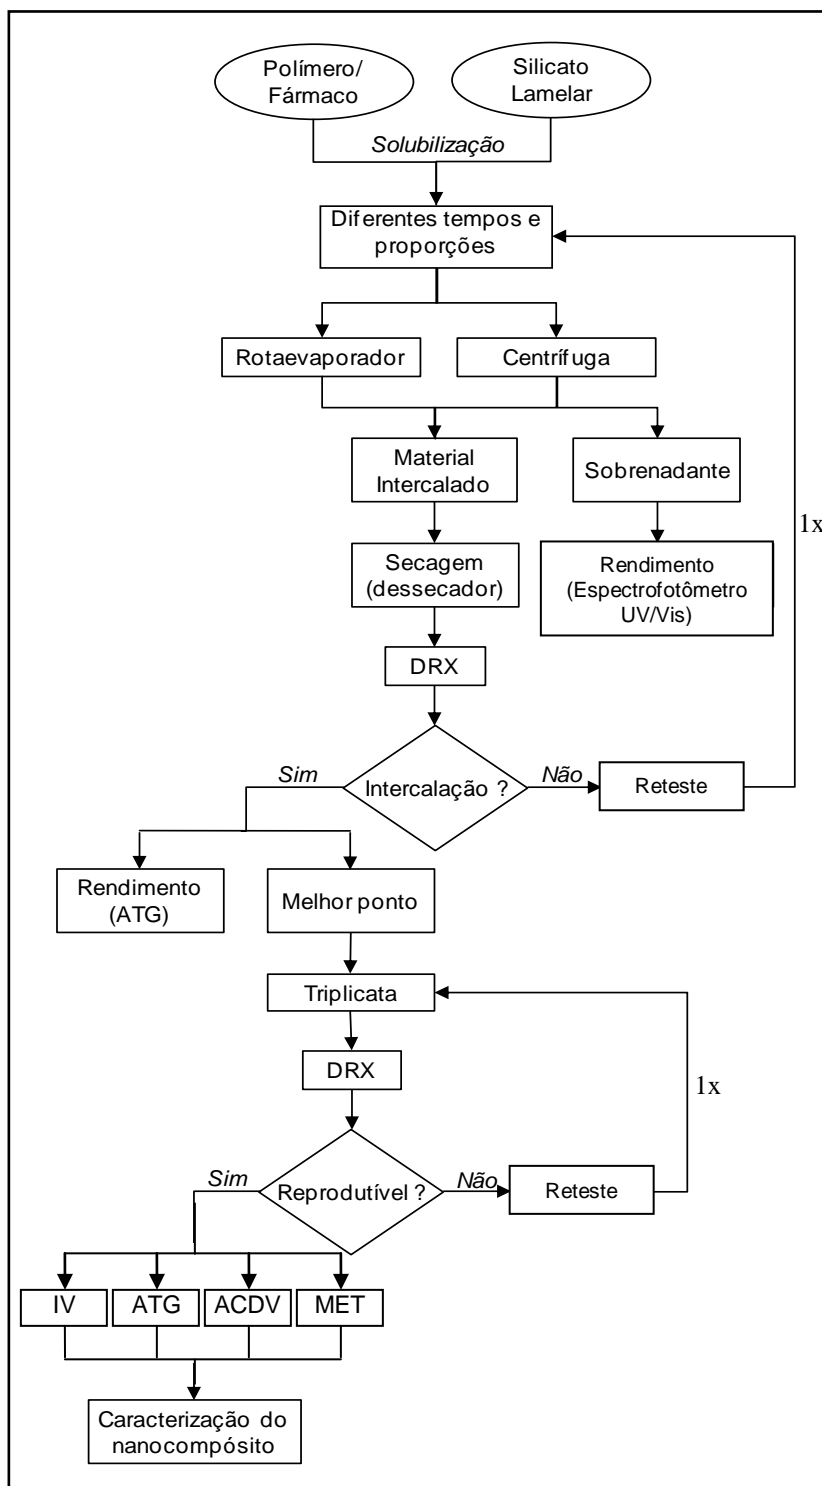 Polímero/
Fármaco
Silicato
Lamelar
Solubilização
Diferentes tempos e
proporções
Rotaevaporador
Centrífuga
Material
Intercalado
Sobrenadante
1x
Secagem
(dessecador)
Rendimento
(Espectrofotômetro
UV/Vis)
DRX
Sim
Intercalação ?
Não
Reteste
Rendimento
(ATG)
Melhor ponto
Triplicata
DRX
1x
Sim
Reprodutível ?
Não
Reteste
IV
ATG
ACDV
MET
Caracterização do
nanocompósito